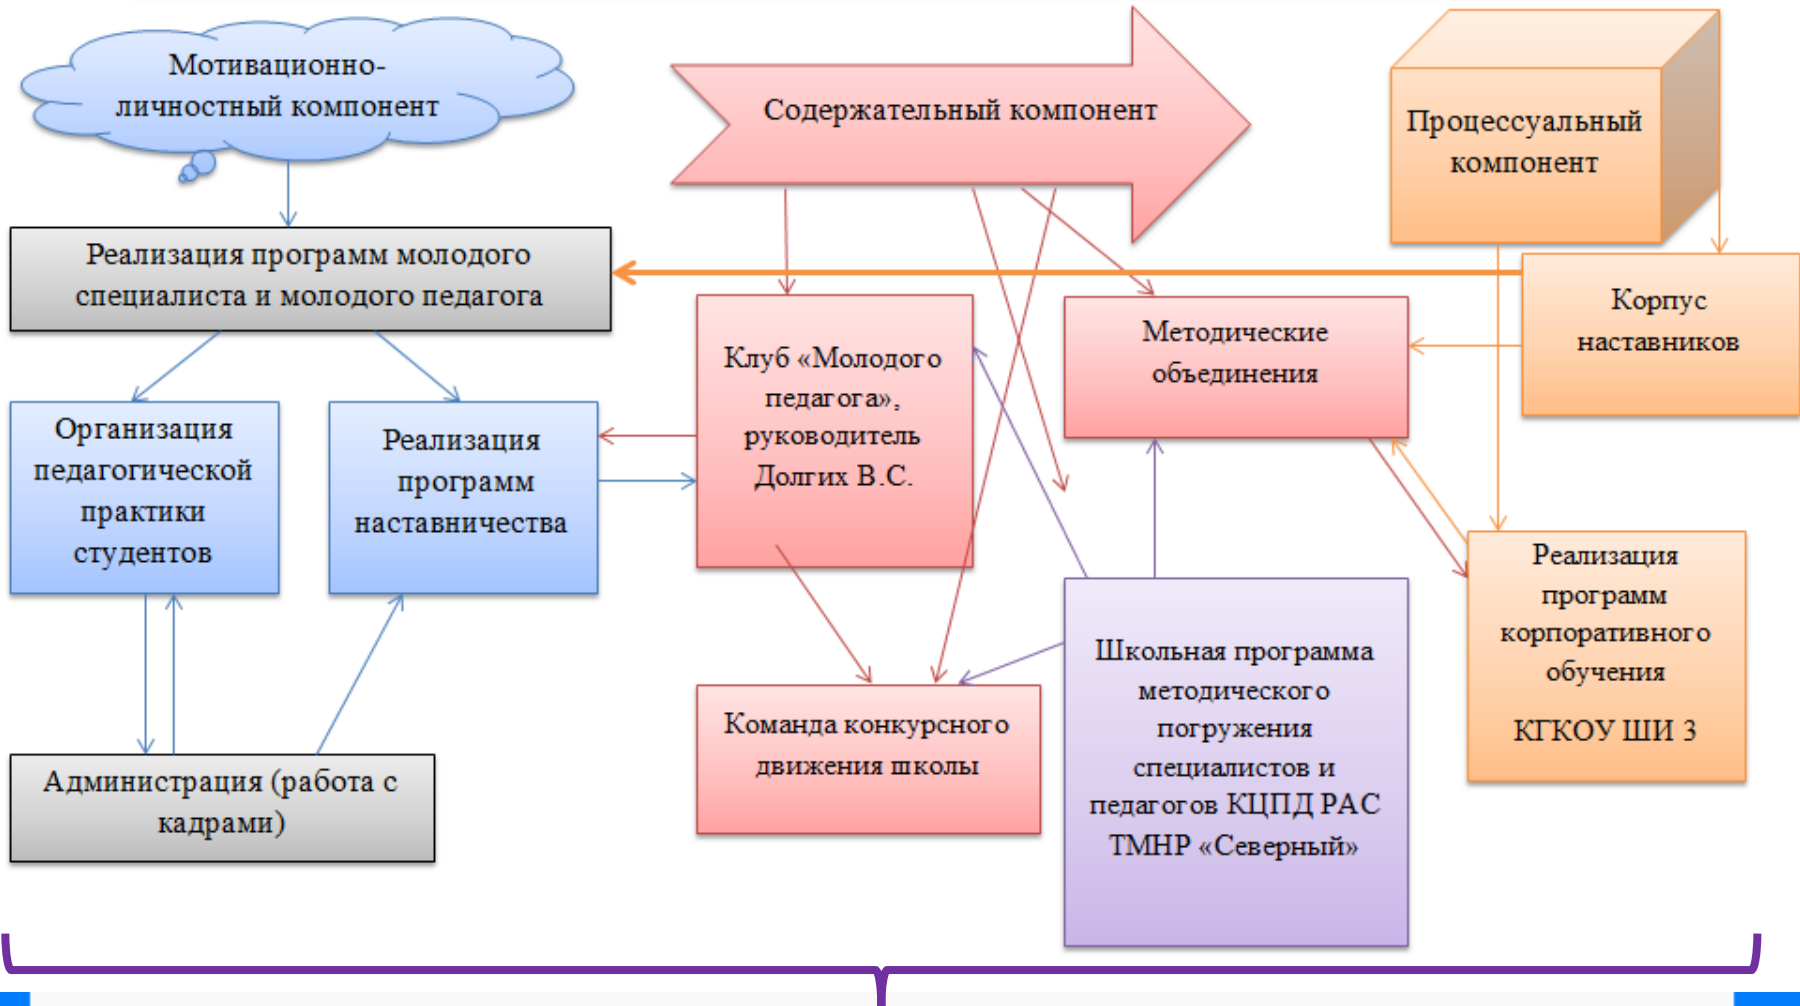 Мотивационно-
личностный компонент
Содержательный компонент
Процессуальный
компонент
Реализация программ молодого
специалиста и молодого педагога
Корпус
наставников
Клуб «Молодого
педагога»,
руководитель
Долгих В.С.
Методические
объединения
Организация
педагогической
практики
студентов
Реализация
программ
наставничества
Реализация
программ
корпоративного
обучения
КГКОУ ШИ 3
Школьная программа
методического
погружения
специалистов и
педагогов КЦПД РАС
ТМНР «Северный»
Команда конкурсного
движения школы
Администрация (работа с
кадрами)